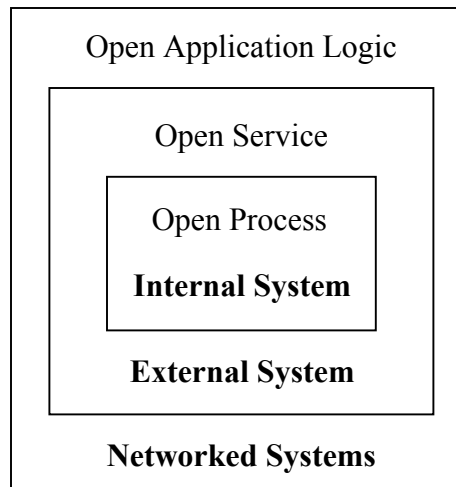 Open Application Logic
Open Service
Open Process
Internal System
External System
Networked Systems